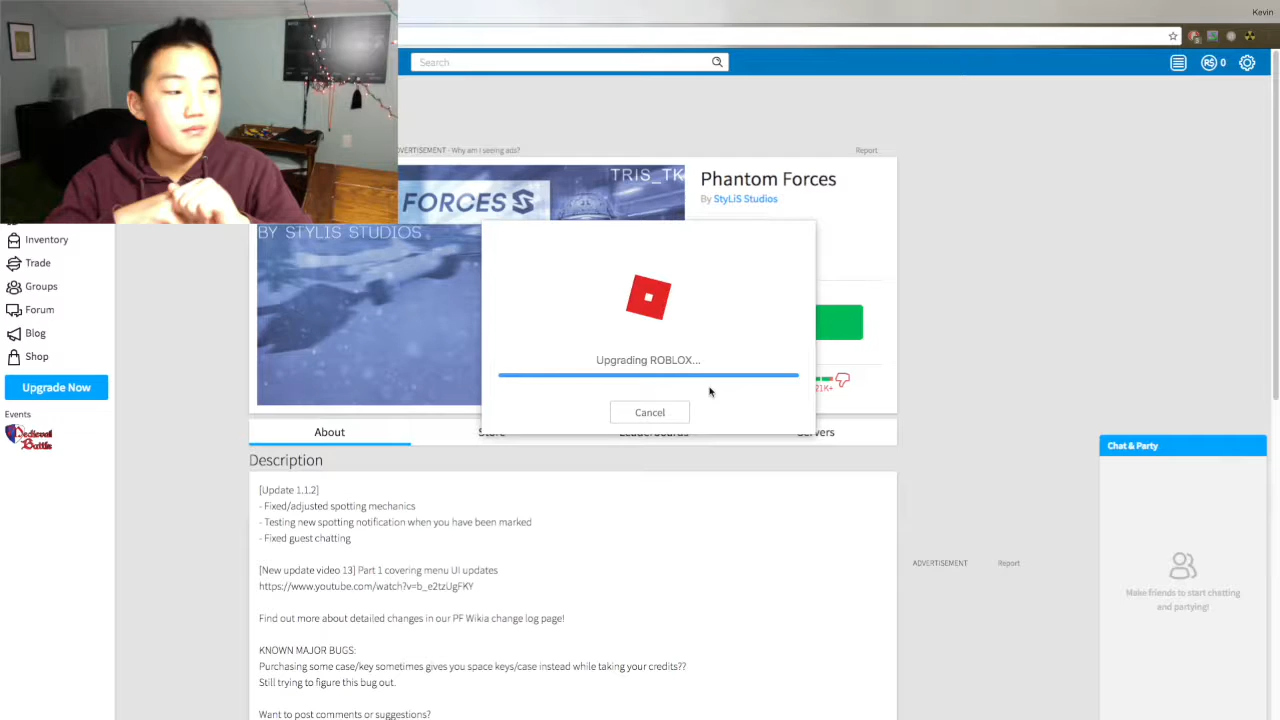 Kevin
Search
R$ 0
ADVERTISEMENT - Why am I seeing ads?
Report
TRIS_TK
FORCES
BY STYLIS STUDIOS
Phantom Forces
By StyLiS Studios
21K+
Inventory
Trade
Groups
Forum
Blog
Shop
Upgrade Now
Events
Medieval
Battle
Upgrading ROBLOX...
Cancel
About
Store
Leaderboards
Servers
Description
[Update 1.1.2]
- Fixed/adjusted spotting mechanics
- Testing new spotting notification when you have been marked
- Fixed guest chatting
[New update video 13] Part 1 covering menu UI updates
https://www.youtube.com/watch?v=b_e2tzUgFKY
Find out more about detailed changes in our PF Wikia change log page!
KNOWN MAJOR BUGS:
Purchasing some case/key sometimes gives you space keys/case instead while taking your credits??
Still trying to figure this bug out.
Want to post comments or suggestions?
ADVERTISEMENT
Report
Chat & Party
Make friends to start chatting
and partying!